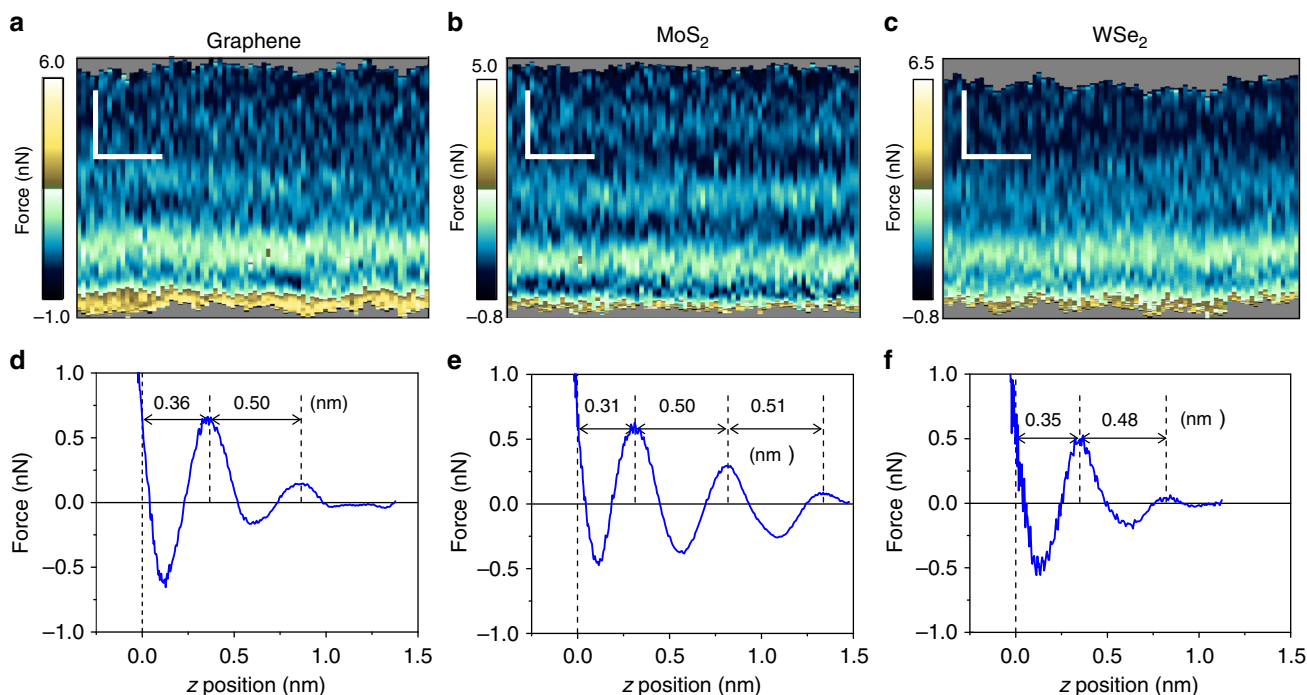 a
Graphene
6.0
Force (nN)
−1.0
b
MoS2
5.0
Force (nN)
−0.8
c
WSe2
6.5
Force (nN)
−0.8
d
1.0
0.5
0.0
−0.5
−1.0
Force (nN)
0.36
0.50
(nm)
0.0
0.5
1.0
1.5
z position (nm)
e
1.0
0.5
0.0
−0.5
−1.0
Force (nN)
0.31
0.50
0.51
(nm )
0.0
0.5
1.0
1.5
z position (nm)
f
1.0
0.5
0.0
−0.5
−1.0
Force (nN)
0.35
0.48
(nm )
0.0
0.5
1.0
1.5
z position (nm)